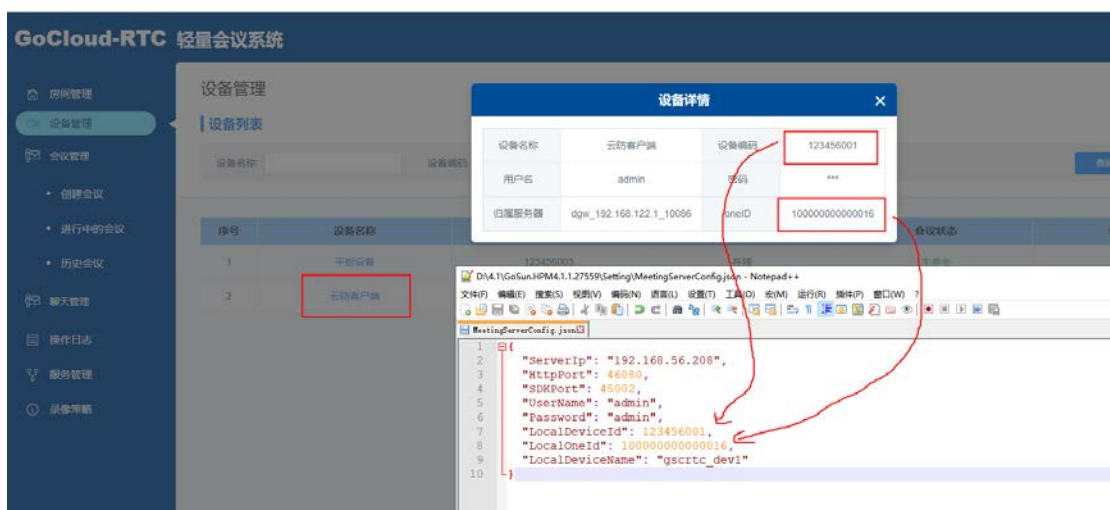 GoCloud-RTC 轻量会议系统
房间管理
设备管理
会议管理
创建会议
进行中的会议
历史会议
聊天管理
操作日志
服务管理
录像策略
设备管理
设备列表
设备名称 设备编码
序号 设备名称 会议状态
1 平台设备 123456003 在线
2 云防客户端
设备详情 ×
设备名称 云防客户端 设备编码 123456001
用户名 admin 密码 ***
归属服务器 dgw_192.168.122.1_10086 oneID 100000000000016
D:\4.1\GoSun.HPM4.1.1.27559\Setting\MeetingServerConfig.json - Notepad++
文件(F) 编辑(E) 搜索(S) 视图(V) 编码(N) 语言(L) 设置(T) 工具(O) 宏(M) 运行(R) 插件(P) 窗口(W) ?
MeetingServerConfig.json
1 {
2 "ServerIp": "192.168.56.208",
3 "HttpPort": 46080,
4 "SDKPort": 45002,
5 "UserName": "admin",
6 "Password": "admin",
7 "LocalDeviceId": 123456001,
8 "LocalOneId": 100000000000016,
9 "LocalDeviceName": "gscrtc_dev1"
10 }